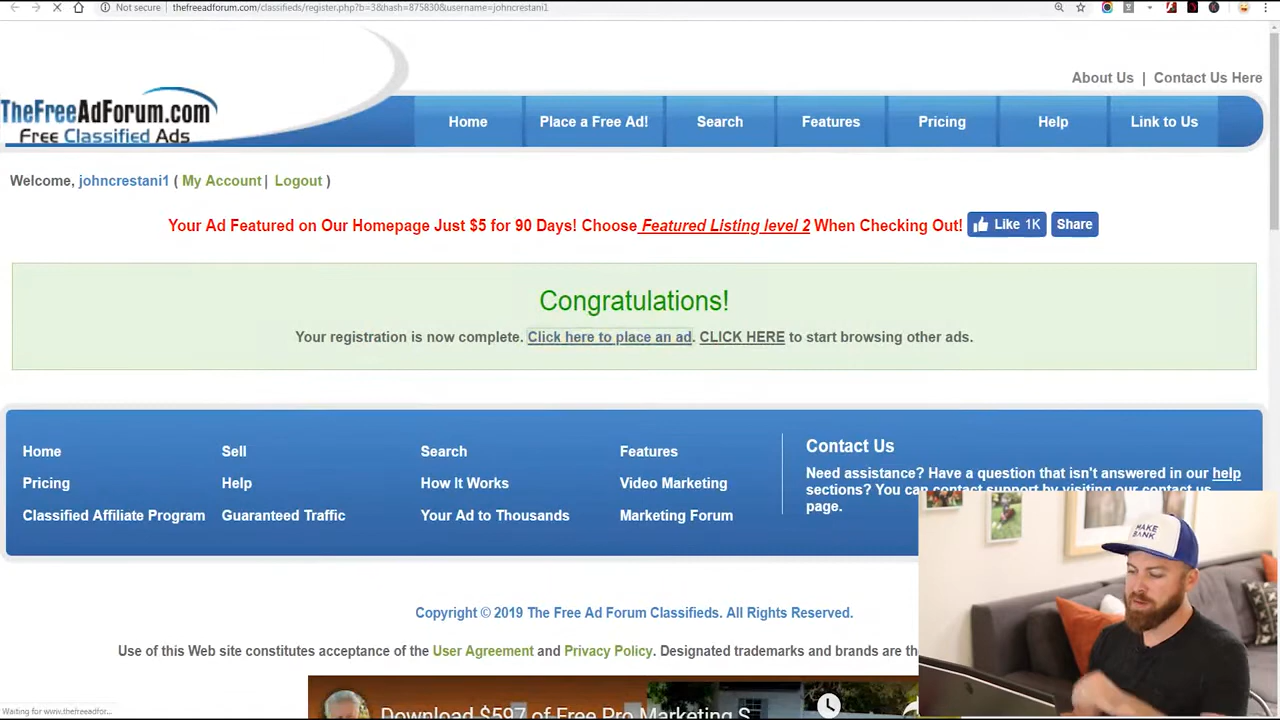 Not secure | thefreeadforum.com/classifieds/register.php?b=3&hash=875830&username=johncrestani1
About Us | Contact Us Here
TheFreeAdForum.com
Free Classified Ads
Home Place a Free Ad! Search Features Pricing Help Link to Us
Welcome, johncrestani1 ( My Account | Logout )
Your Ad Featured on Our Homepage Just $5 for 90 Days! Choose Featured Listing level 2 When Checking Out! Like 1K Share
Congratulations!
Your registration is now complete. Click here to place an ad. CLICK HERE to start browsing other ads.
Home Sell Search Features
Pricing Help How It Works Video Marketing
Classified Affiliate Program Guaranteed Traffic Your Ad to Thousands Marketing Forum
Contact Us
Need assistance? Have a question that isn't answered in our help
sections? You can contact support by visiting our contact us
page.
MAKE
BANK
Copyright © 2019 The Free Ad Forum Classifieds. All Rights Reserved.
Use of this Web site constitutes acceptance of the User Agreement and Privacy Policy. Designated trademarks and brands are the
Download $597 of Free Pro Marketing S
Waiting for www.thefreeadfor...